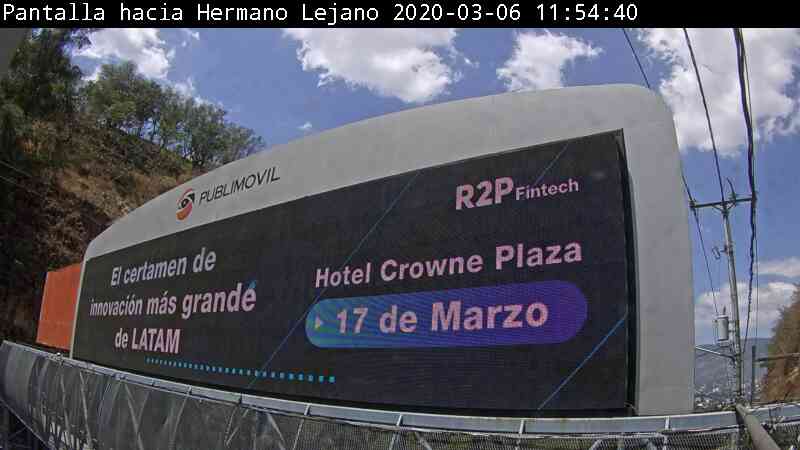 Pantalla hacia Hermano Lejano 2020-03-06 11:54:40
PUBLIMOVIL
R2P Fintech
El certamen de
innovación más grande
de LATAM
Hotel Crowne Plaza
17 de Marzo